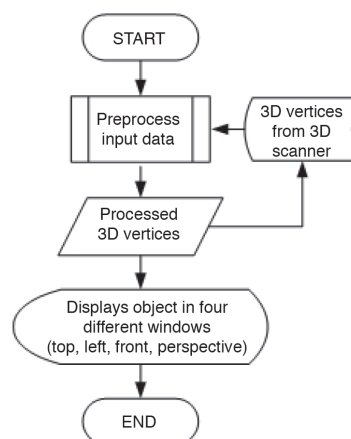 START
Preprocess
input data
3D vertices
from 3D
scanner
Processed
3D vertices
Displays object in four
different windows
(top, left, front, perspective)
END